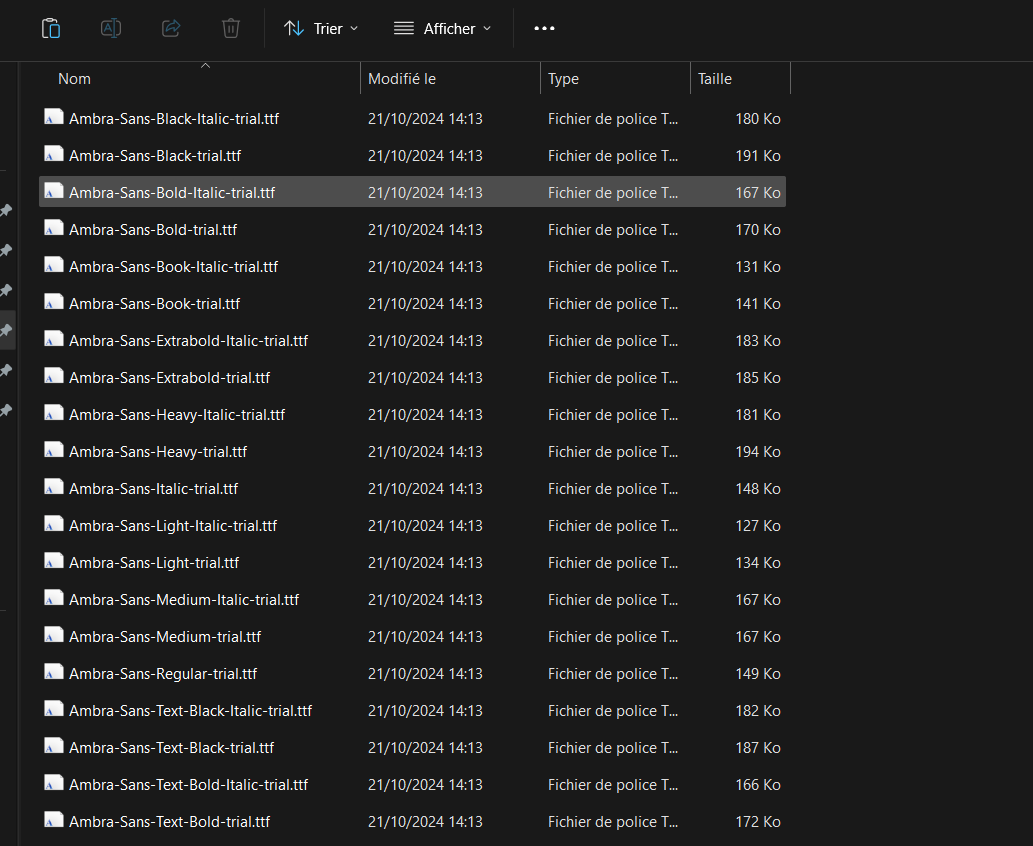 Trier Afficher
Nom Modifié le Type Taille
Ambra-Sans-Black-Italic-trial.ttf 21/10/2024 14:13 Fichier de police T... 180 Ko
Ambra-Sans-Black-trial.ttf 21/10/2024 14:13 Fichier de police T... 191 Ko
Ambra-Sans-Bold-Italic-trial.ttf 21/10/2024 14:13 Fichier de police T... 167 Ko
Ambra-Sans-Bold-trial.ttf 21/10/2024 14:13 Fichier de police T... 170 Ko
Ambra-Sans-Book-Italic-trial.ttf 21/10/2024 14:13 Fichier de police T... 131 Ko
Ambra-Sans-Book-trial.ttf 21/10/2024 14:13 Fichier de police T... 141 Ko
Ambra-Sans-Extrabold-Italic-trial.ttf 21/10/2024 14:13 Fichier de police T... 183 Ko
Ambra-Sans-Extrabold-trial.ttf 21/10/2024 14:13 Fichier de police T... 185 Ko
Ambra-Sans-Heavy-Italic-trial.ttf 21/10/2024 14:13 Fichier de police T... 181 Ko
Ambra-Sans-Heavy-trial.ttf 21/10/2024 14:13 Fichier de police T... 194 Ko
Ambra-Sans-Italic-trial.ttf 21/10/2024 14:13 Fichier de police T... 148 Ko
Ambra-Sans-Light-Italic-trial.ttf 21/10/2024 14:13 Fichier de police T... 127 Ko
Ambra-Sans-Light-trial.ttf 21/10/2024 14:13 Fichier de police T... 134 Ko
Ambra-Sans-Medium-Italic-trial.ttf 21/10/2024 14:13 Fichier de police T... 167 Ko
Ambra-Sans-Medium-trial.ttf 21/10/2024 14:13 Fichier de police T... 167 Ko
Ambra-Sans-Regular-trial.ttf 21/10/2024 14:13 Fichier de police T... 149 Ko
Ambra-Sans-Text-Black-Italic-trial.ttf 21/10/2024 14:13 Fichier de police T... 182 Ko
Ambra-Sans-Text-Black-trial.ttf 21/10/2024 14:13 Fichier de police T... 187 Ko
Ambra-Sans-Text-Bold-Italic-trial.ttf 21/10/2024 14:13 Fichier de police T... 166 Ko
Ambra-Sans-Text-Bold-trial.ttf 21/10/2024 14:13 Fichier de police T... 172 Ko